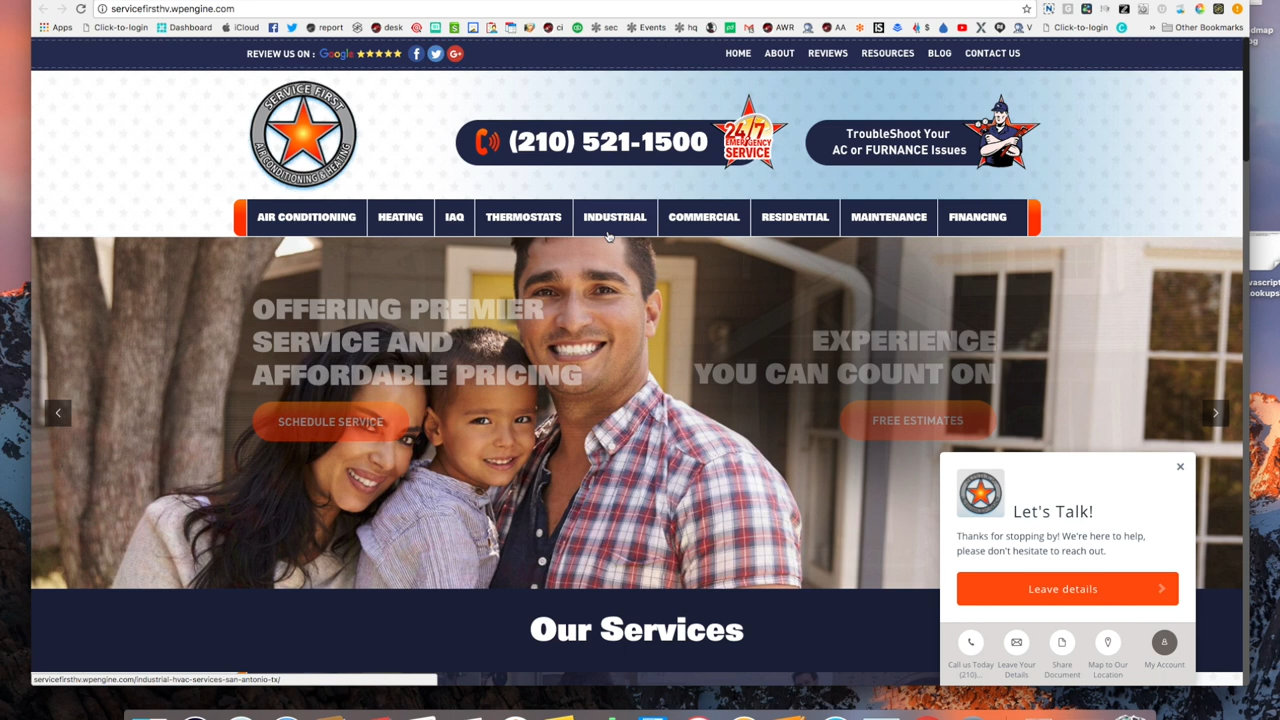 servicefirsthv.wpengine.com
Apps Click-to-login Dashboard iCloud report desk ci sec Events hq AWR AA $ V Click-to-login » Other Bookmarks
REVIEW US ON : Google
HOME ABOUT REVIEWS RESOURCES BLOG CONTACT US
SERVICE FIRST
AIR CONDITIONING & HEATING
(210) 521-1500
24/7
EMERGENCY
SERVICE
TroubleShoot Your
AC or FURNANCE Issues
AIR CONDITIONING HEATING IAQ THERMOSTATS INDUSTRIAL COMMERCIAL RESIDENTIAL MAINTENANCE FINANCING
OFFERING PREMIER
SERVICE AND
AFFORDABLE PRICING
SCHEDULE SERVICE
EXPERIENCE
YOU CAN COUNT ON
FREE ESTIMATES
Let's Talk!
Thanks for stopping by! We're here to help,
please don't hesitate to reach out.
Leave details
Call us Today
(210)...
Leave Your
Details
Share
Document
Map to Our
Location
My Account
Our Services
servicefirsthv.wpengine.com/industrial-hvac-services-san-antonio-tx/